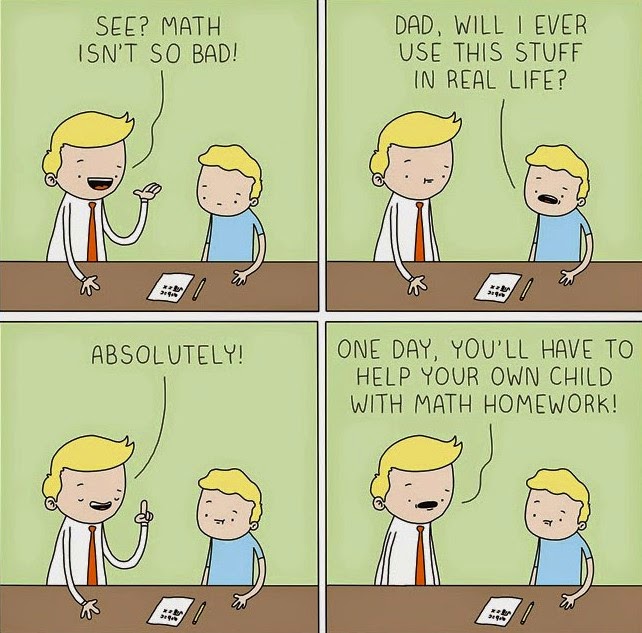 SEE? MATH
ISN'T SO BAD!
DAD, WILL I EVER
USE THIS STUFF
IN REAL LIFE?
ABSOLUTELY!
ONE DAY, YOU'LL HAVE TO
HELP YOUR OWN CHILD
WITH MATH HOMEWORK!